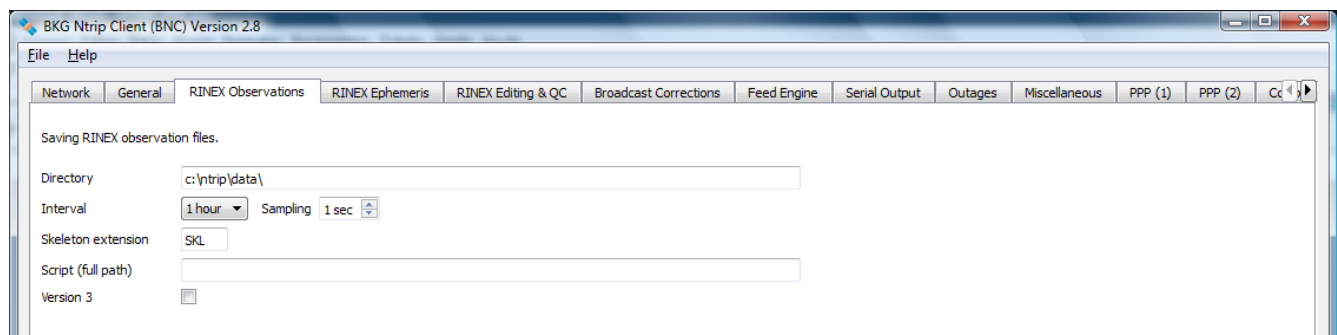 BKG Ntrip Client (BNC) Version 2.8
File Help
Network General RINEX Observations RINEX Ephemeris RINEX Editing & QC Broadcast Corrections Feed Engine Serial Output Outages Miscellaneous PPP (1) PPP (2)
Saving RINEX observation files.
Directory c:\ntrip\data\
Interval 1 hour Sampling 1 sec
Skeleton extension SKL
Script (full path)
Version 3